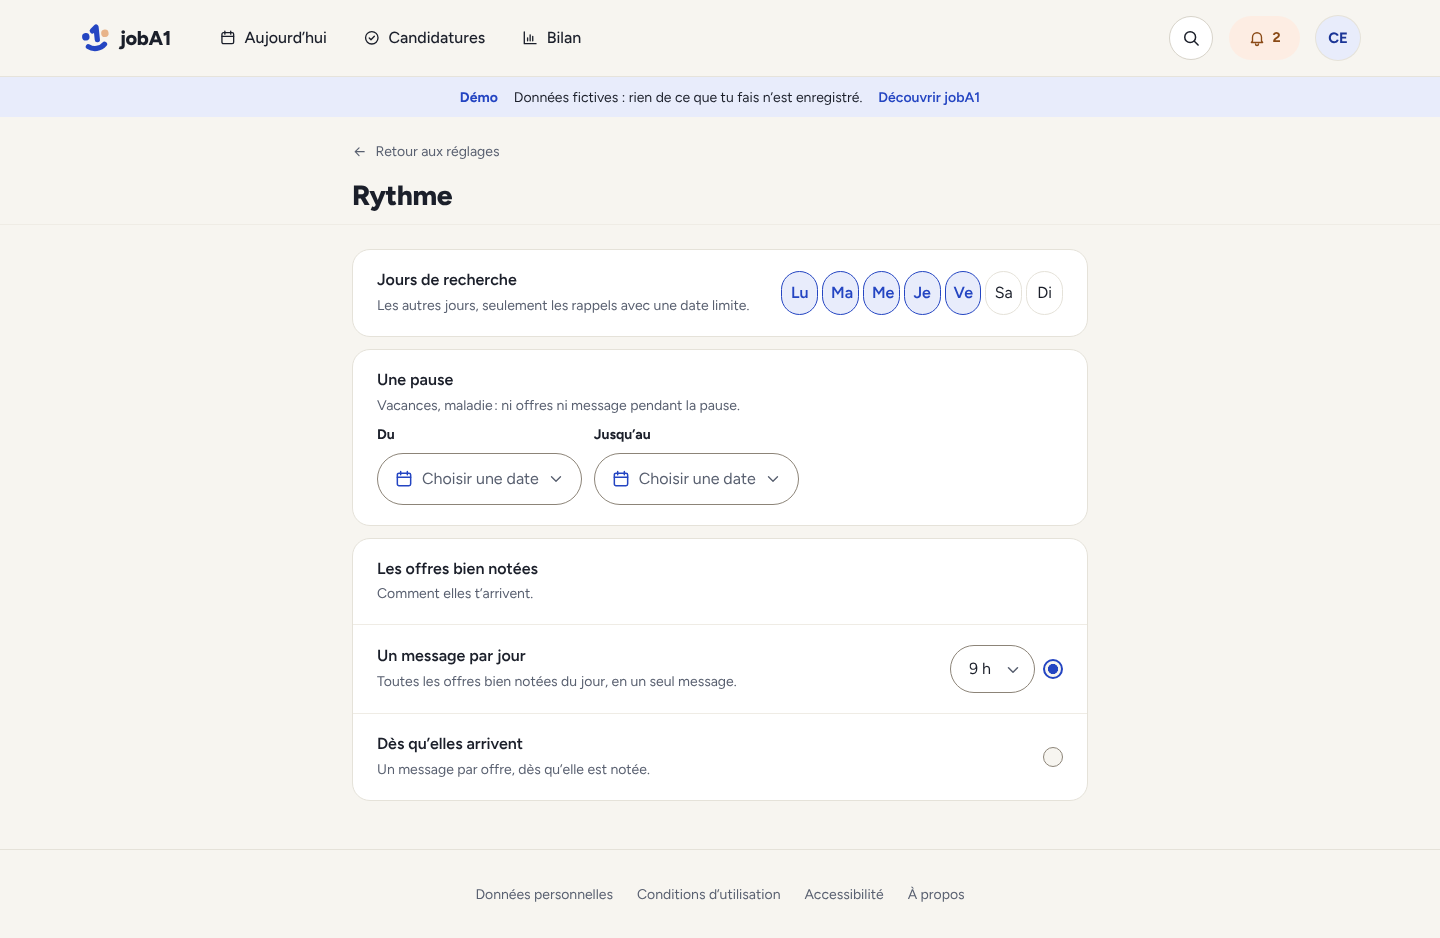 jobA1
Aujourd’hui
Candidatures
Bilan
2
CE
Démo Données fictives : rien de ce que tu fais n’est enregistré. Découvrir jobA1
← Retour aux réglages
Rythme
Jours de recherche
Les autres jours, seulement les rappels avec une date limite.
Lu Ma Me Je Ve Sa Di
Une pause
Vacances, maladie : ni offres ni message pendant la pause.
Du Jusqu’au
Choisir une date Choisir une date
Les offres bien notées
Comment elles t’arrivent.
Un message par jour
Toutes les offres bien notées du jour, en un seul message.
9 h
Dès qu’elles arrivent
Un message par offre, dès qu’elle est notée.
Données personnelles Conditions d’utilisation Accessibilité À propos